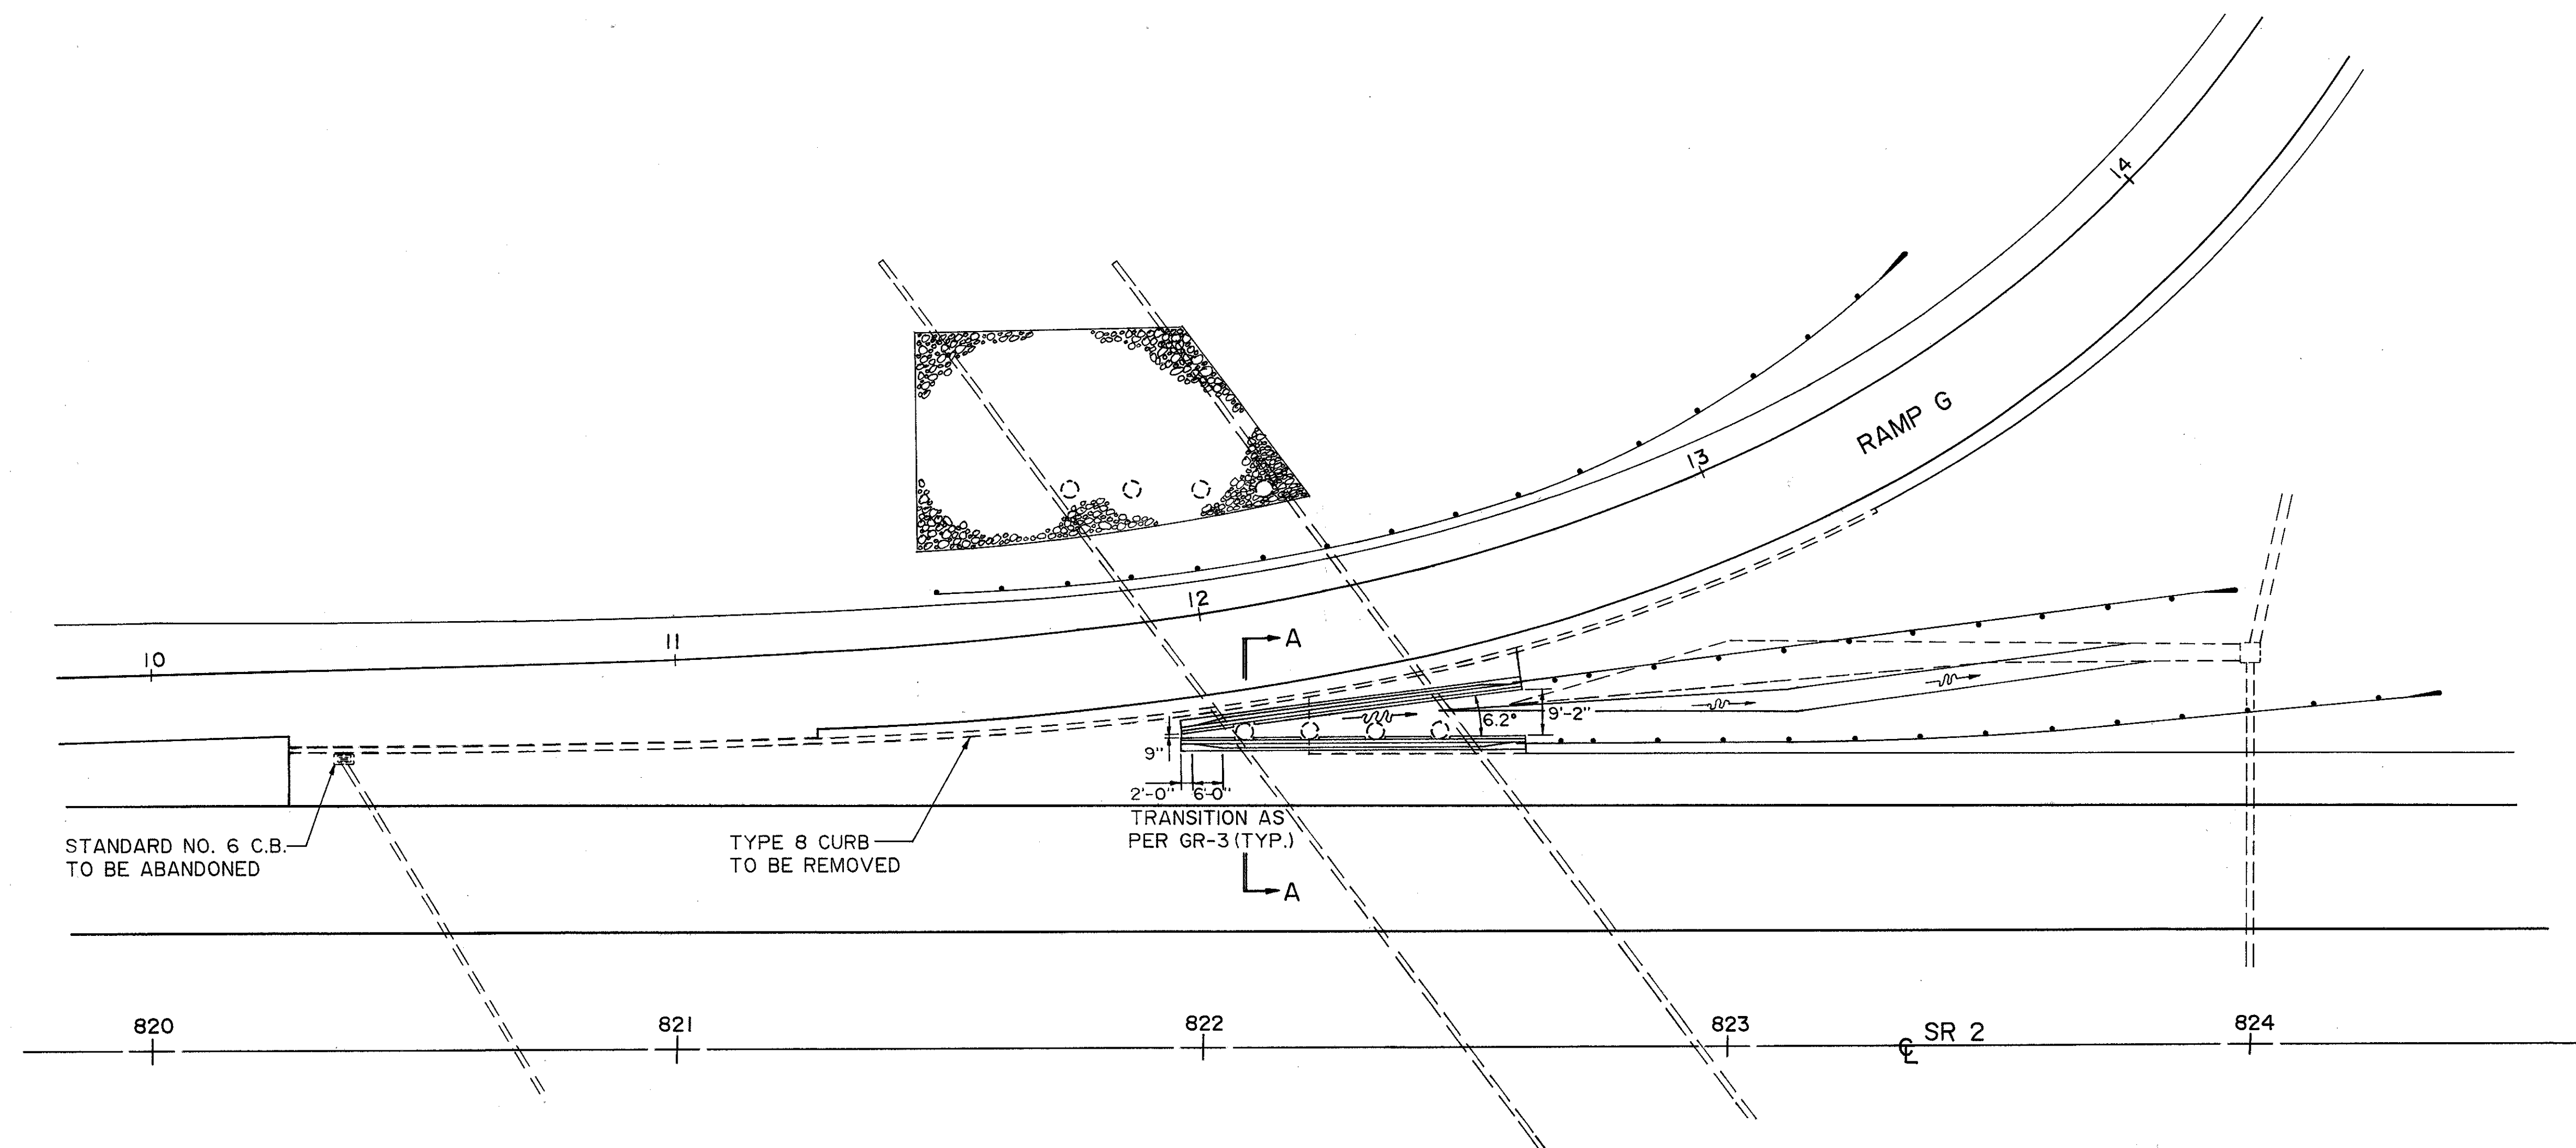 14
RAMP G
13
12
11
10
A
9"
6.2°
9'-2"
2'-0" 6'-0"
TRANSITION AS
PER GR-3 (TYP.)
STANDARD NO. 6 C.B.
TO BE ABANDONED
TYPE 8 CURB
TO BE REMOVED
A
820
821
822
823
℄ SR 2
824